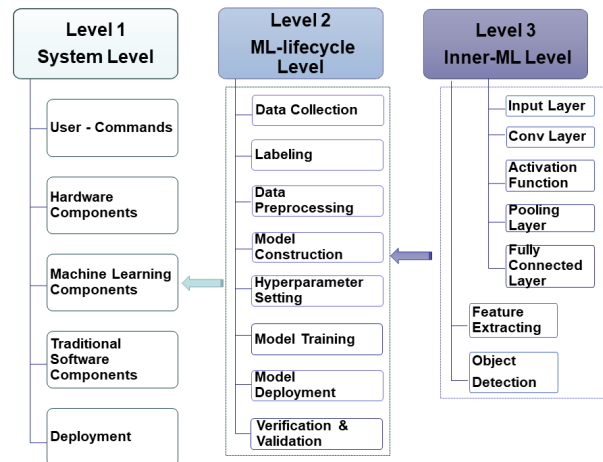 Level 1
System Level
User - Commands
Hardware
Components
Machine Learning
Components
Traditional
Software
Components
Deployment
Level 2
ML-lifecycle
Level
Data Collection
Labeling
Data
Preprocessing
Model
Construction
Hyperparameter
Setting
Model Training
Model
Deployment
Verification &
Validation
Level 3
Inner-ML Level
Input Layer
Conv Layer
Activation
Function
Pooling
Layer
Fully
Connected
Layer
Feature
Extracting
Object
Detection